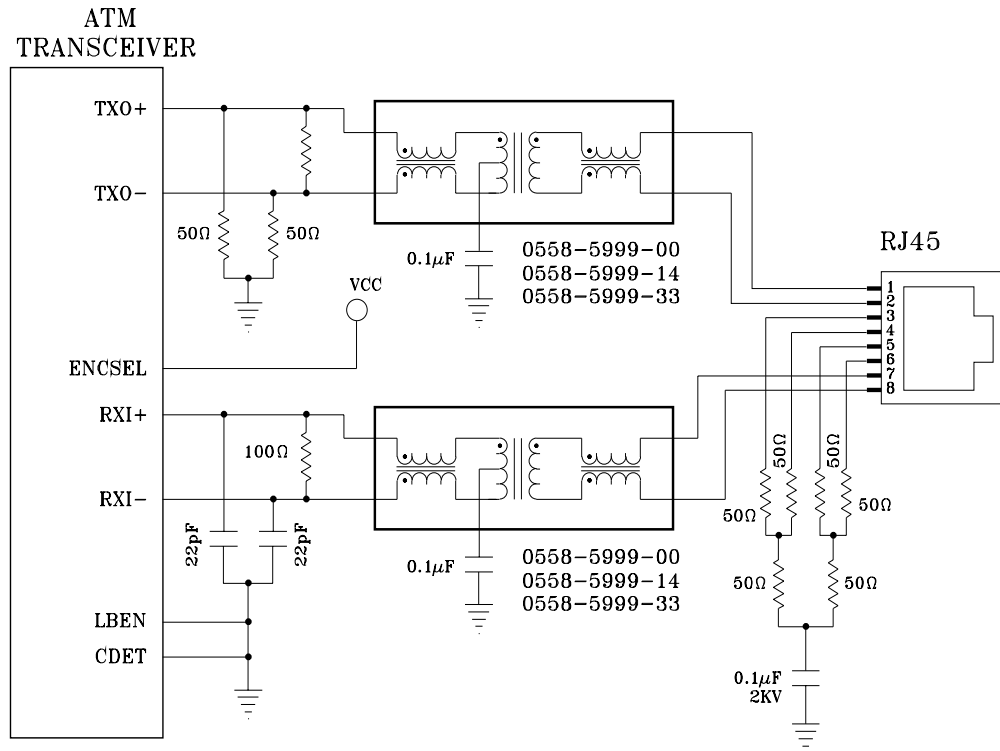 ATM
TRANSCEIVER
TXO+
TXO-
50Ω
50Ω
0.1μF
0558-5999-00
0558-5999-14
0558-5999-33
RJ45
VCC
1
2
3
4
5
6
7
8
ENCSEL
RXI+
100Ω
RXI-
22pF
22pF
0.1μF
0558-5999-00
0558-5999-14
0558-5999-33
50Ω
50Ω
50Ω
50Ω
50Ω
50Ω
LBEN
CDET
0.1μF
2KV